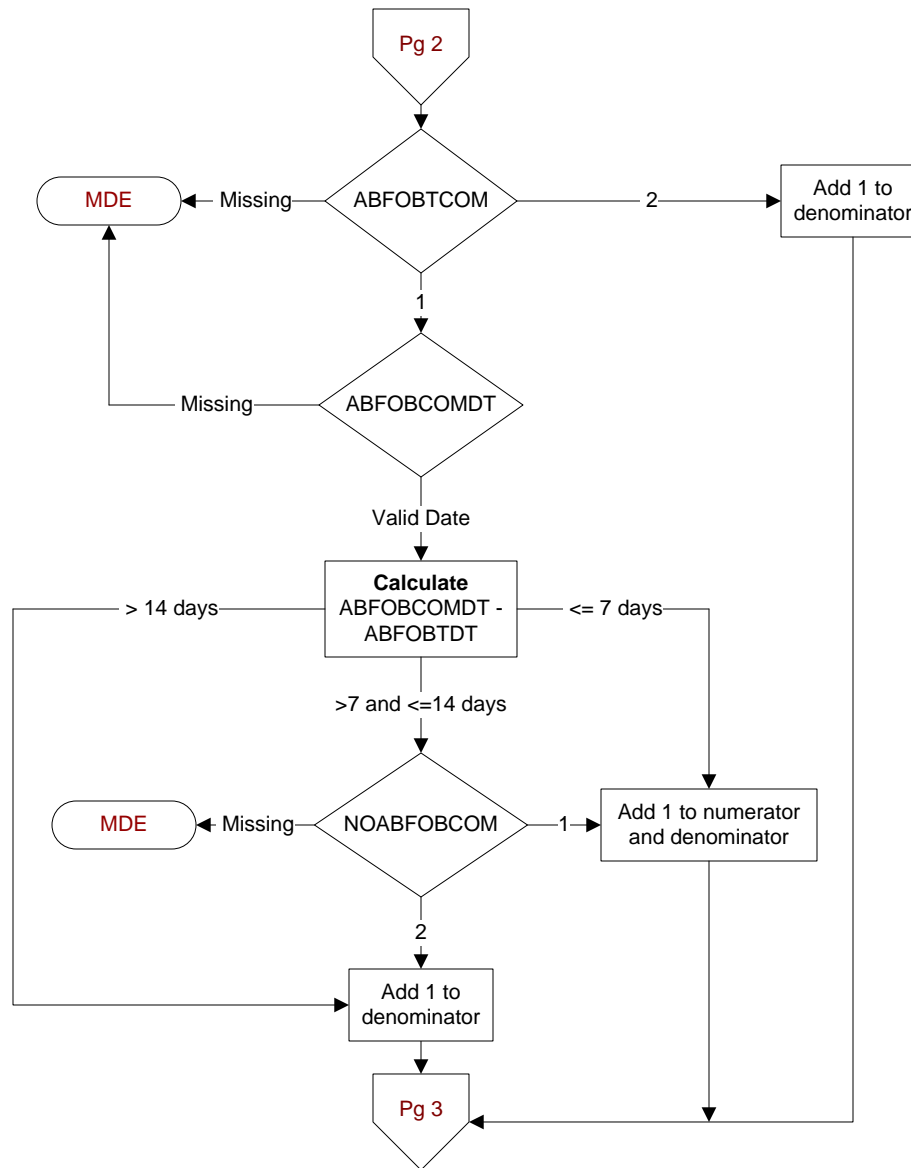 Pg 2
MDE
Missing
ABFOBTCOM
2
Add 1 to
denominator
1
Missing
ABFOBCOMDT
Valid Date
> 14 days
Calculate
ABFOBCOMDT -
ABFOBTDT
<= 7 days
>7 and <=14 days
MDE
Missing
NOABFOBCOM
1
Add 1 to numerator
and denominator
2
Add 1 to
denominator
Pg 3